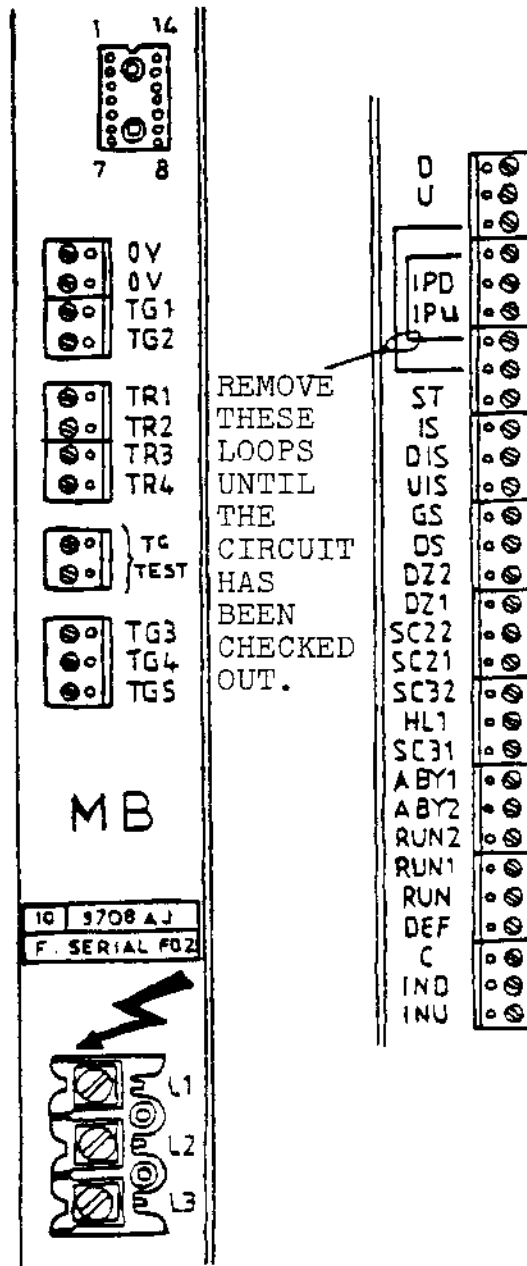 1 14
7 8
0V
0V
TG1
TG2
TR1
TR2
TR3
TR4
TG
TEST
TG3
TG4
TG5
MB
10 3708 AJ
F. SERIAL F02
L1
L2
L3
REMOVE
THESE
LOOPS
UNTIL
THE
CIRCUIT
HAS
BEEN
CHECKED
OUT.
D
U
IPD
IPU
ST
IS
DIS
UIS
GS
DS
DZ2
DZ1
SC22
SC21
SC32
HL1
SC31
ABY1
ABY2
RUN2
RUN1
RUN
DEF
C
IND
INU